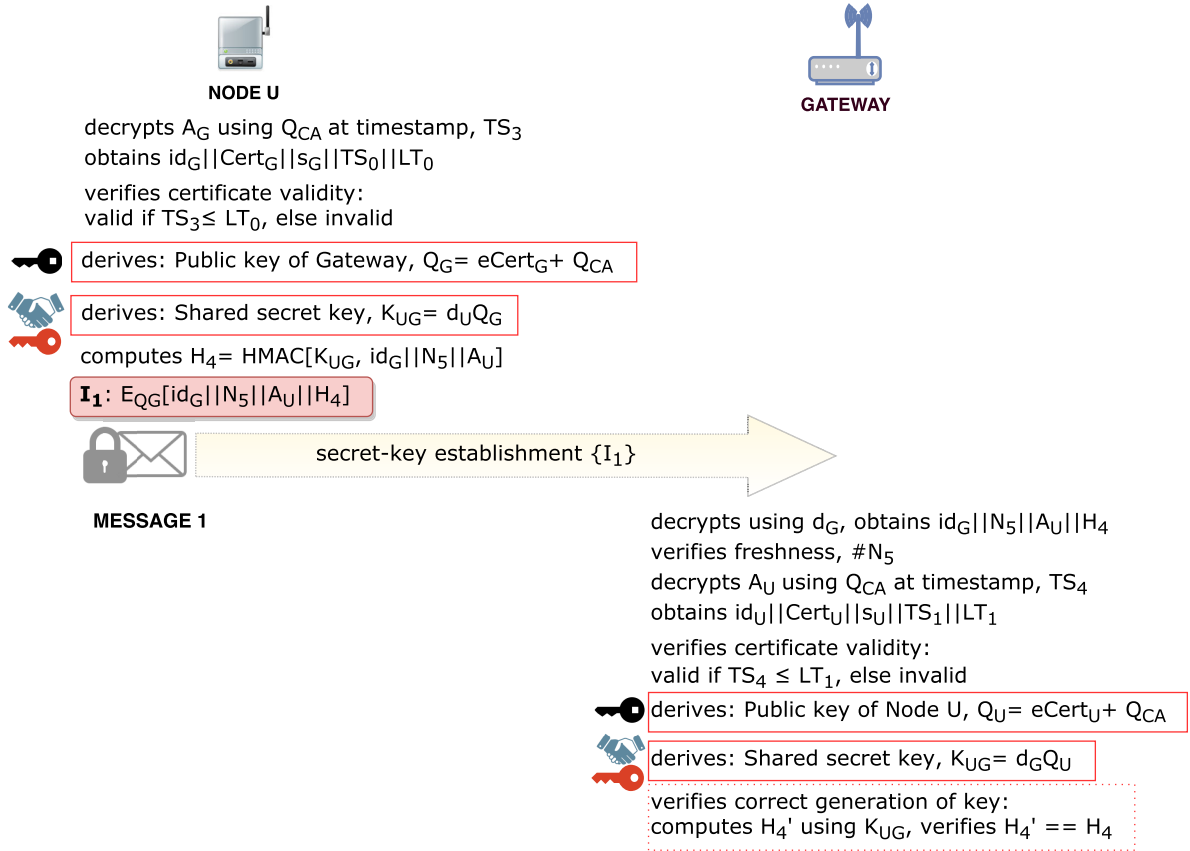 NODE U
GATEWAY
decrypts A_G using Q_CA at timestamp, TS_3
obtains id_G||Cert_G||s_G||TS_0||LT_0
verifies certificate validity:
valid if TS_3≤ LT_0, else invalid
derives: Public key of Gateway, Q_G= eCert_G+ Q_CA
derives: Shared secret key, K_UG= d_UQ_G
computes H_4= HMAC[K_UG, id_G||N_5||A_U]
I_1: E_QG[id_G||N_5||A_U||H_4]
secret-key establishment {I_1}
MESSAGE 1
decrypts using d_G, obtains id_G||N_5||A_U||H_4
verifies freshness, #N_5
decrypts A_U using Q_CA at timestamp, TS_4
obtains id_U||Cert_U||s_U||TS_1||LT_1
verifies certificate validity:
valid if TS_4 ≤ LT_1, else invalid
derives: Public key of Node U, Q_U= eCert_U+ Q_CA
derives: Shared secret key, K_UG= d_GQ_U
verifies correct generation of key:
computes H_4' using K_UG, verifies H_4' == H_4